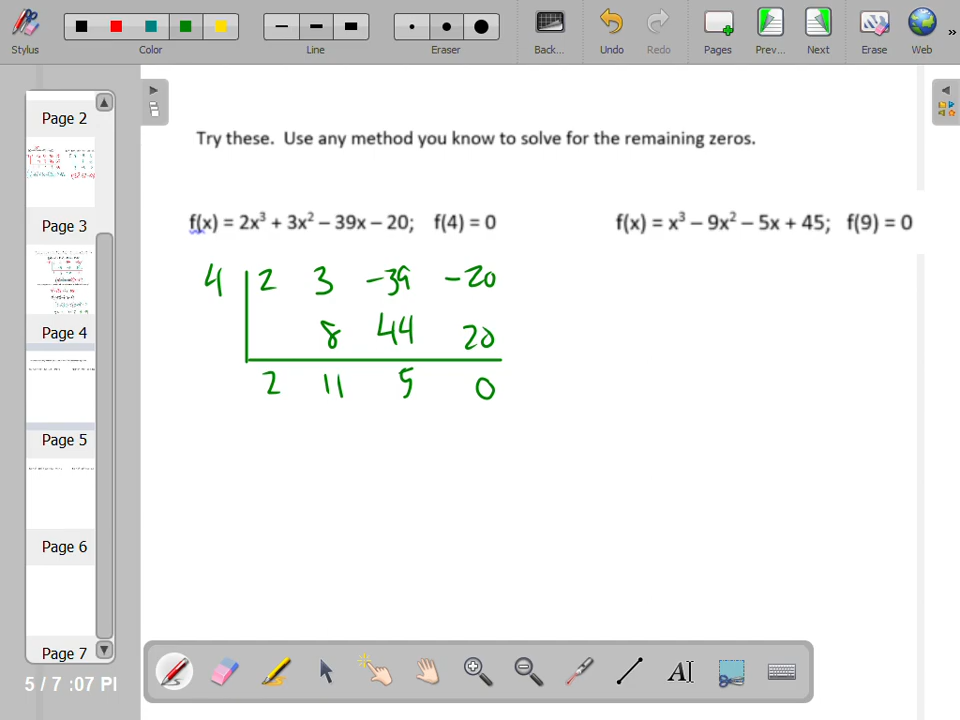 Stylus Color Line Eraser Back... Undo Redo Pages Prev... Next Erase Web »
Page 2
Page 3
Page 4
Page 5
Page 6
Page 7
5 / 7 :07 PI
Try these. Use any method you know to solve for the remaining zeros.
f(x) = 2x³ + 3x² – 39x – 20; f(4) = 0
f(x) = x³ – 9x² – 5x + 45; f(9) = 0
4 2 3 -39 -20
8 44 20
2 11 5 0
A